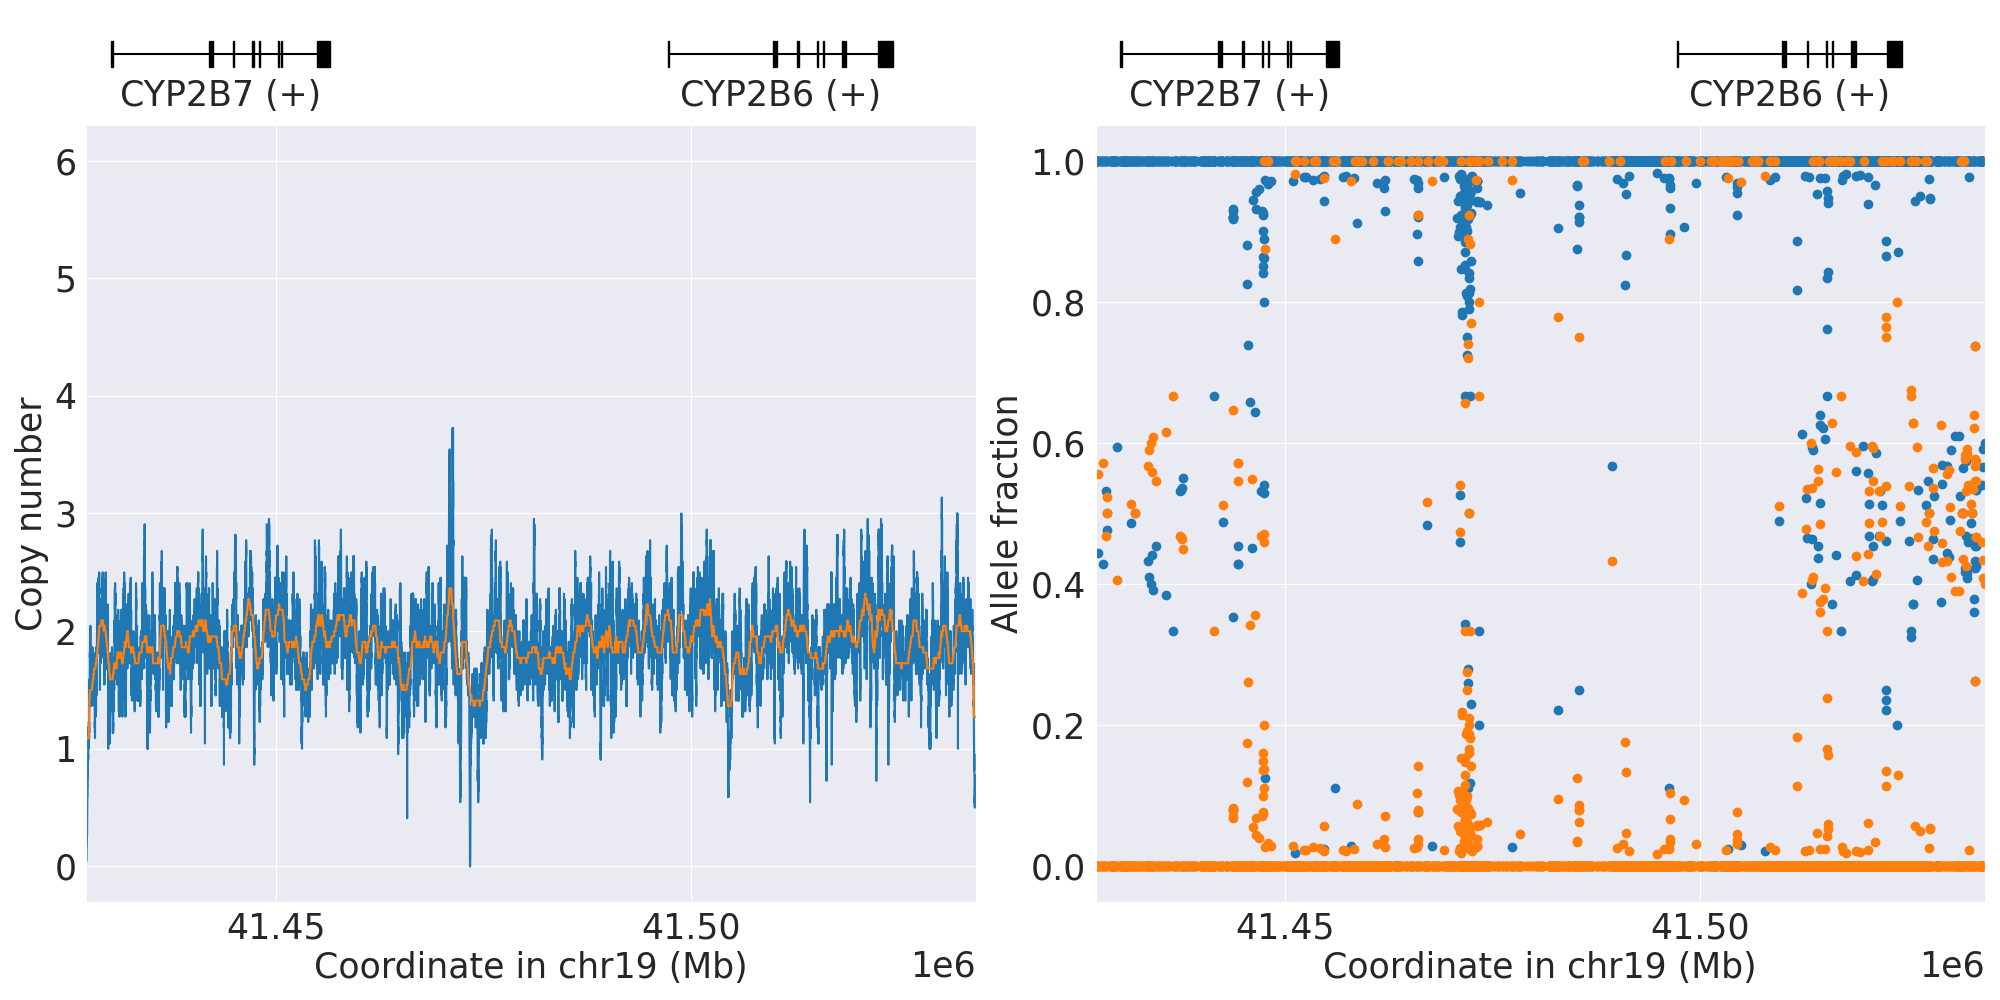 CYP2B7 (+)
CYP2B6 (+)
CYP2B7 (+)
CYP2B6 (+)
Copy number
6
5
4
3
2
1
0
41.45
41.50
Coordinate in chr19 (Mb)
1e6
Allele fraction
1.0
0.8
0.6
0.4
0.2
0.0
41.45
41.50
Coordinate in chr19 (Mb)
1e6